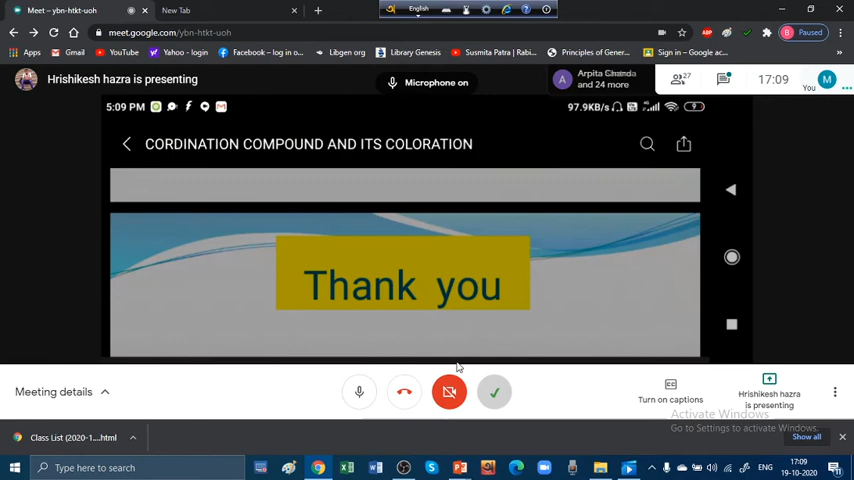 Meet – ybn-htkt-uoh
New Tab
English
meet.google.com/ybn-htkt-uoh
Paused
Apps
Gmail
YouTube
Yahoo - login
Facebook – log in o...
Libgen org
Library Genesis
Susmita Patra | Rabi...
Principles of Gener...
Sign in – Google ac...
Hrishikesh hazra is presenting
Microphone on
Arpita Chanda
and 24 more
27
17:09
You
5:09 PM
97.9KB/s
9
CORDINATION COMPOUND AND ITS COLORATION
Thank you
Meeting details
Turn on captions
Hrishikesh hazra
is presenting
Activate Windows
Go to Settings to activate Windows.
Class List (2020-1....html
Show all
Type here to search
ENG
17:09
19-10-2020